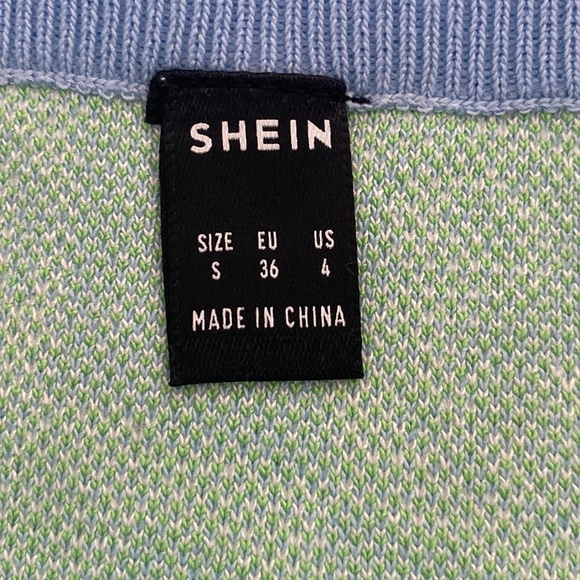 SHEIN
SIZE EU US
S 36 4
MADE IN CHINA